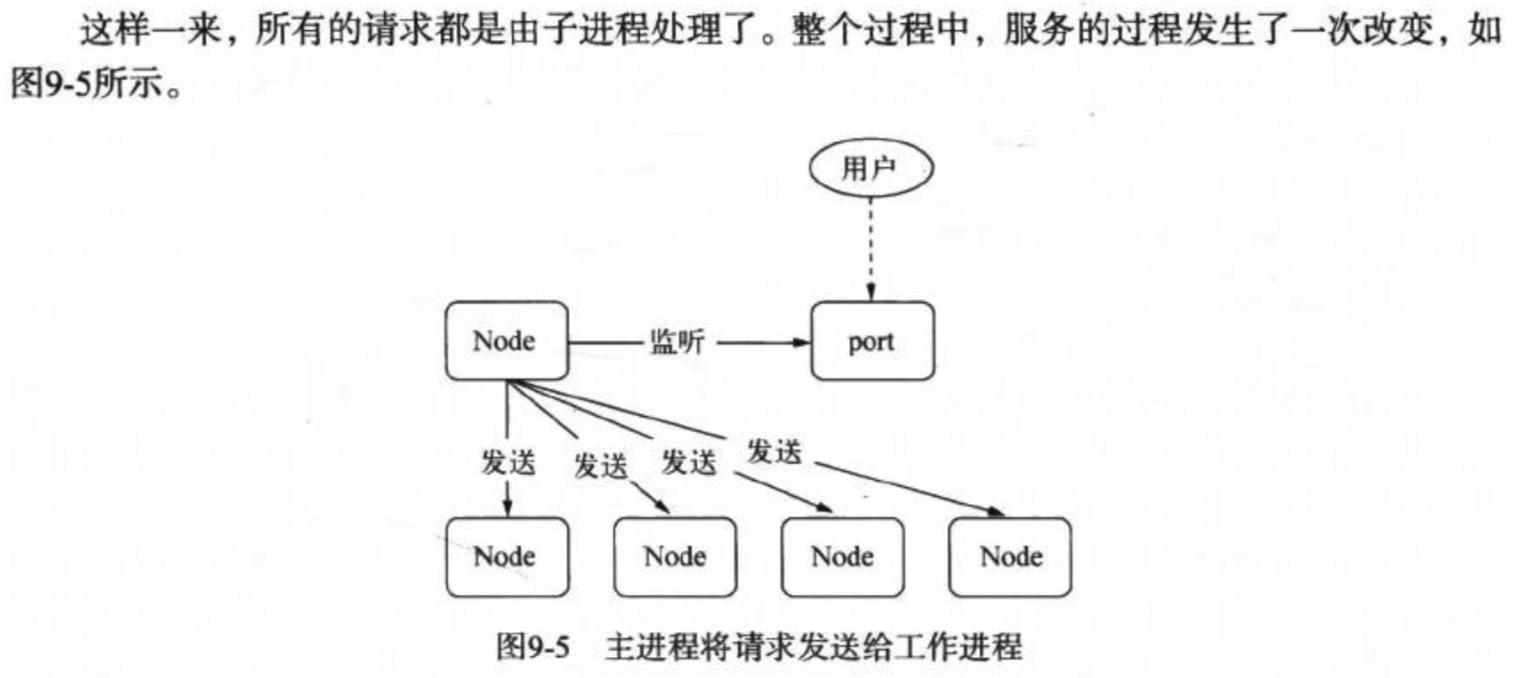 这样一来，所有的请求都是由子进程处理了。整个过程中，服务的过程发生了一次改变，如
图9-5所示。
用户
Node
监听
port
发送
发送
发送
发送
Node
Node
Node
Node
图9-5 主进程将请求发送给工作进程